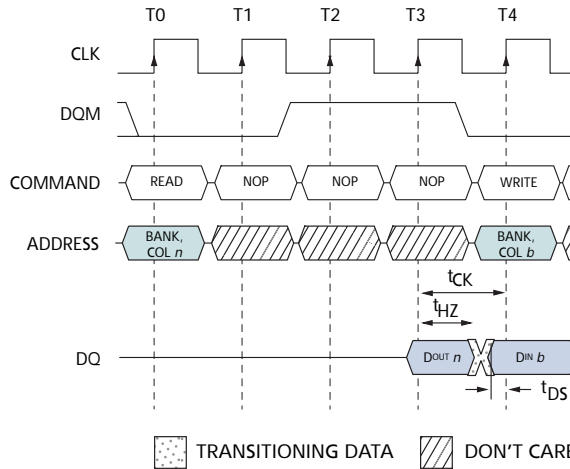 T0 T1 T2 T3 T4
CLK
DQM
COMMAND READ NOP NOP NOP WRITE
ADDRESS BANK, COL n BANK, COL b
tCK
tHZ
DQ DOUT n DIN b
tDS
TRANSITIONING DATA DON'T CARE